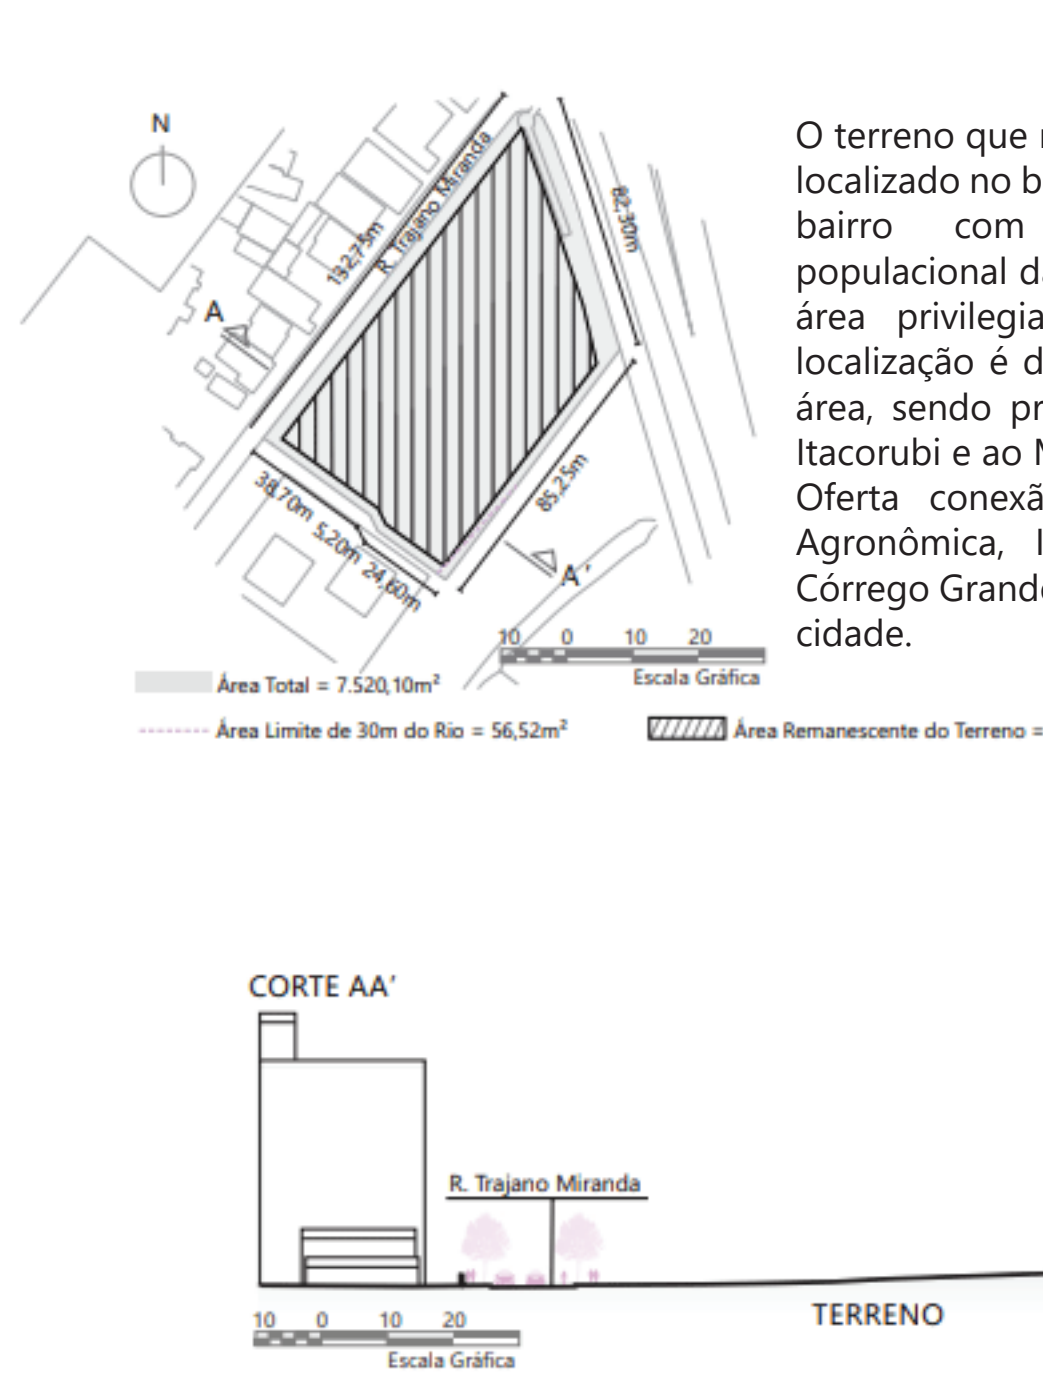 N
R. Trajano Miranda
132,75m
82,30m
A
38,70m
5,20m
24,60m
85,25m
A'
10 0 10 20
Escala Gráfica
Área Total = 7.520,10m²
Área Limite de 30m do Rio = 56,52m²
Área Remanescente do Terreno =
O terreno que
localizado no b
bairro com
populacional da
área privilegia
localização é d
área, sendo pr
Itacorubi e ao M
Oferta conexã
Agronômica, I
Córrego Grande
cidade.
CORTE AA'
R. Trajano Miranda
TERRENO
10 0 10 20
Escala Gráfica